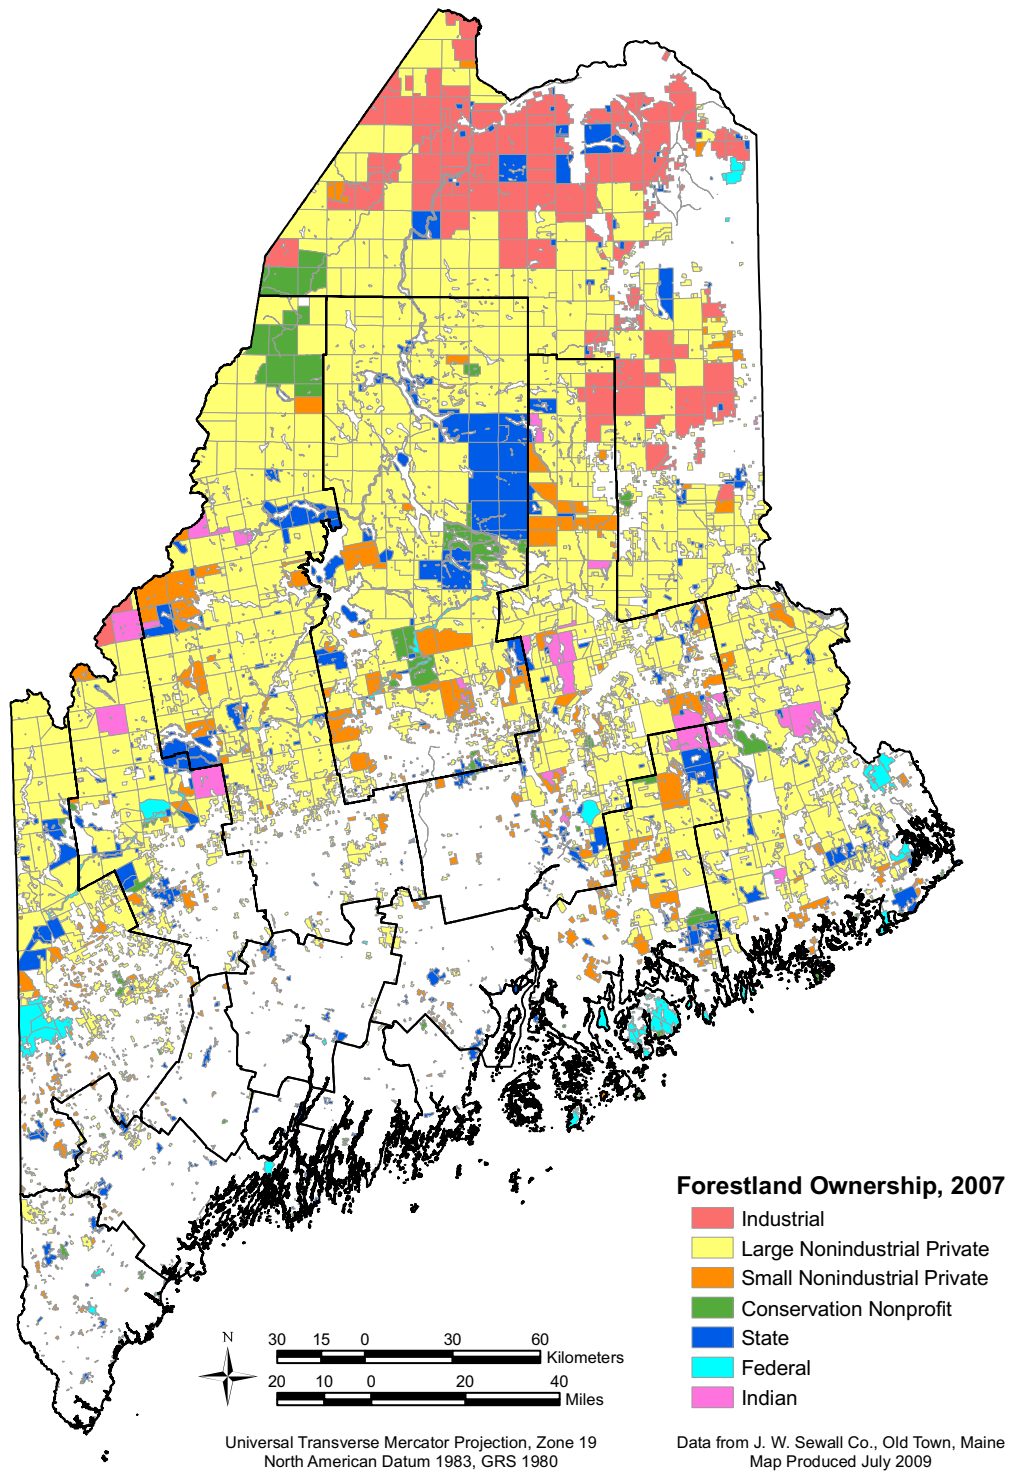 Forestland Ownership, 2007
Industrial
Large Nonindustrial Private
Small Nonindustrial Private
Conservation Nonprofit
State
Federal
Indian
N
30 15 0 30 60
Kilometers
20 10 0 20 40
Miles
Universal Transverse Mercator Projection, Zone 19
North American Datum 1983, GRS 1980
Data from J. W. Sewall Co., Old Town, Maine
Map Produced July 2009